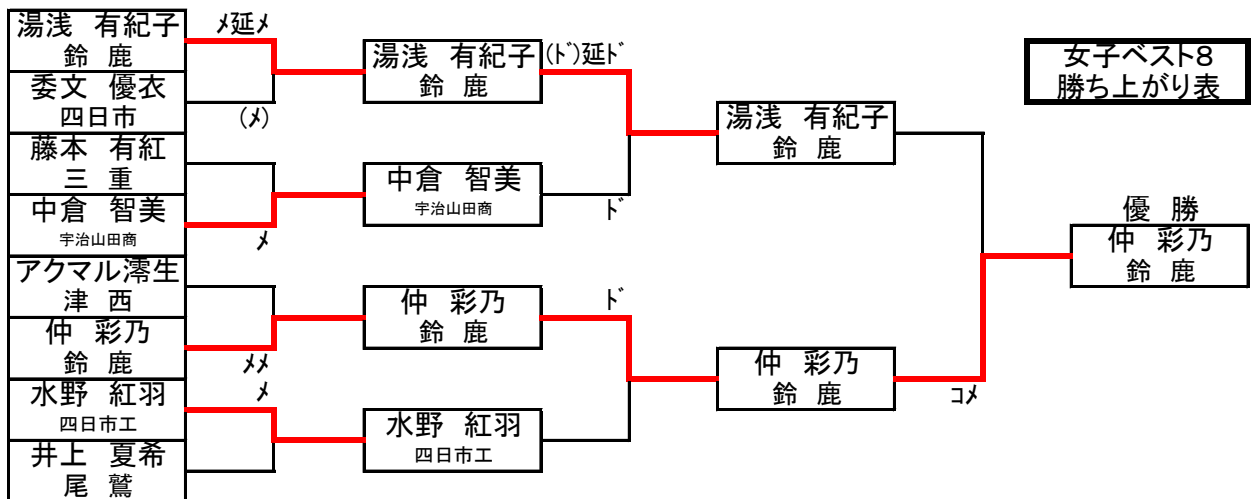 女子ベスト8
勝ち上がり表
湯浅 有紀子
鈴 鹿
ﾒ延ﾒ
委文 優衣
四日市
(ﾒ)
藤本 有紅
三 重
中倉 智美
宇治山田商
ﾒ
アクマル澪生
津 西
仲 彩乃
鈴 鹿
ﾒﾒ
水野 紅羽
四日市工
ﾒ
井上 夏希
尾 鷲
湯浅 有紀子
鈴 鹿
(ﾄﾞ)延ﾄﾞ
中倉 智美
宇治山田商
ﾄﾞ
仲 彩乃
鈴 鹿
ﾄﾞ
水野 紅羽
四日市工
湯浅 有紀子
鈴 鹿
仲 彩乃
鈴 鹿
ｺﾒ
優 勝
仲 彩乃
鈴 鹿